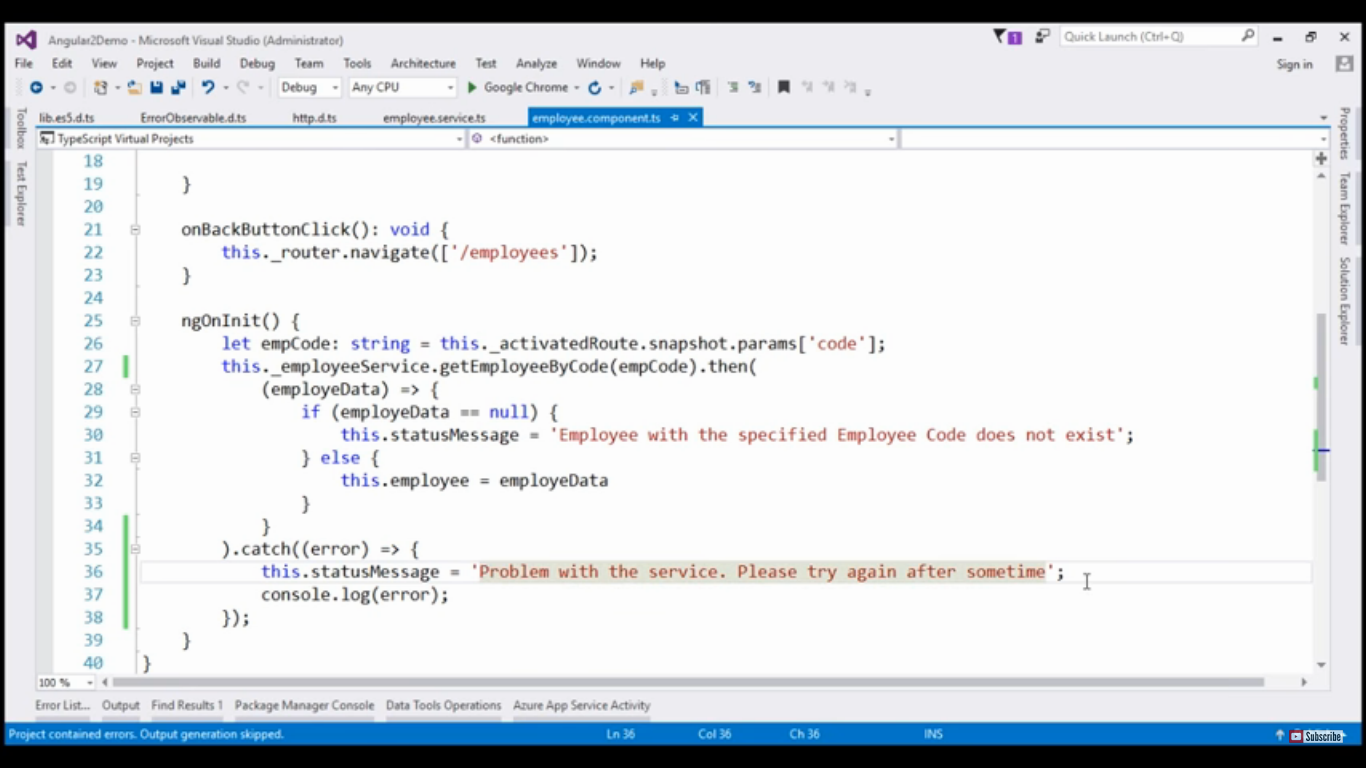 Angular2Demo - Microsoft Visual Studio (Administrator)
1
Quick Launch (Ctrl+Q)
File Edit View Project Build Debug Team Tools Architecture Test Analyze Window Help
Sign in
Debug Any CPU Google Chrome
lib.es5.d.ts ErrorObservable.d.ts http.d.ts employee.service.ts employee.component.ts
TypeScript Virtual Projects <function>
Toolbox
Test Explorer
Properties
Team Explorer
Solution Explorer
18
19 }
20
21 onBackButtonClick(): void {
22 this._router.navigate(['/employees']);
23 }
24
25 ngOnInit() {
26 let empCode: string = this._activatedRoute.snapshot.params['code'];
27 this._employeeService.getEmployeeByCode(empCode).then(
28 (employeData) => {
29 if (employeData == null) {
30 this.statusMessage = 'Employee with the specified Employee Code does not exist';
31 } else {
32 this.employee = employeData
33 }
34 }
35 ).catch((error) => {
36 this.statusMessage = 'Problem with the service. Please try again after sometime';
37 console.log(error);
38 });
39 }
40 }
100 %
Error List... Output Find Results 1 Package Manager Console Data Tools Operations Azure App Service Activity
Project contained errors. Output generation skipped. Ln 36 Col 36 Ch 36 INS
Subscribe